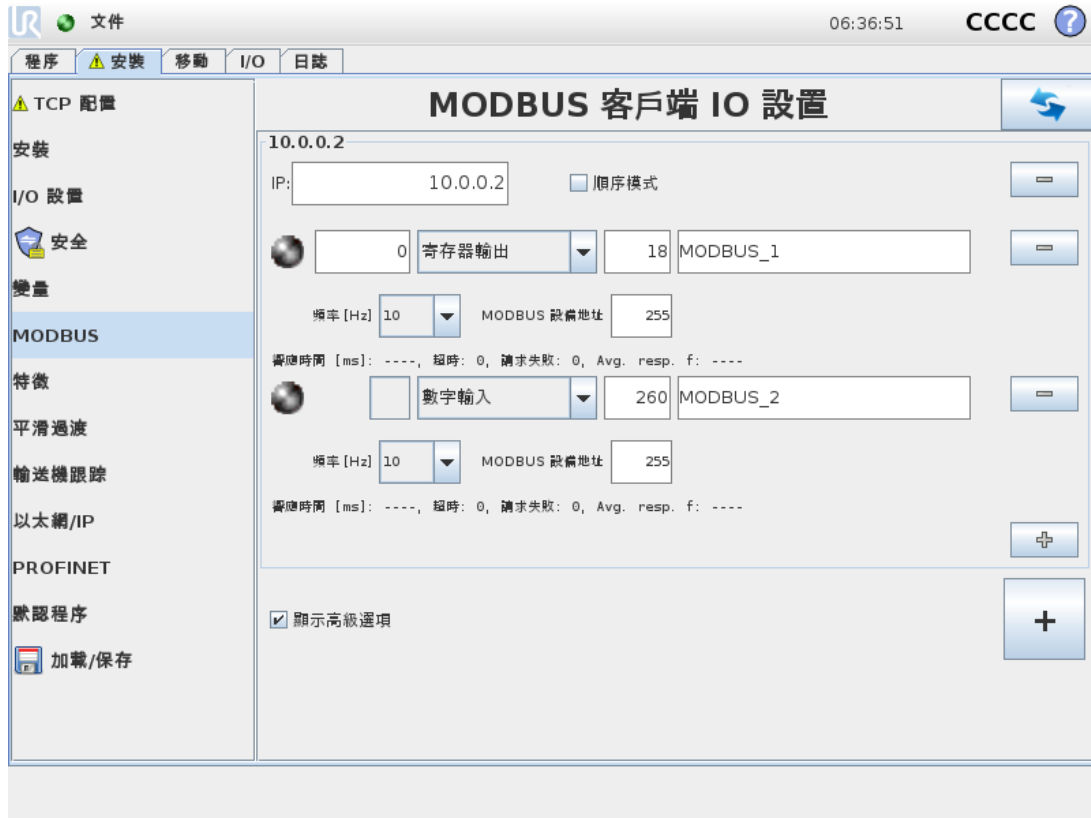 UR 文件 06:36:51 CCCC ?
程序 安裝 移動 I/O 日誌
TCP 配置
安裝
I/O 設置
安全
變量
MODBUS
特徵
平滑過渡
輸送機跟踪
以太網/IP
PROFINET
默認程序
加載/保存
MODBUS 客戶端 IO 設置
10.0.0.2
IP: 10.0.0.2 順序模式
0 寄存器輸出 18 MODBUS_1
頻率 [Hz] 10 MODBUS 設備地址 255
響應時間 [ms]: ----, 超時: 0, 請求失敗: 0, Avg. resp. f: ----
數字輸入 260 MODBUS_2
頻率 [Hz] 10 MODBUS 設備地址 255
響應時間 [ms]: ----, 超時: 0, 請求失敗: 0, Avg. resp. f: ----
顯示高級選項